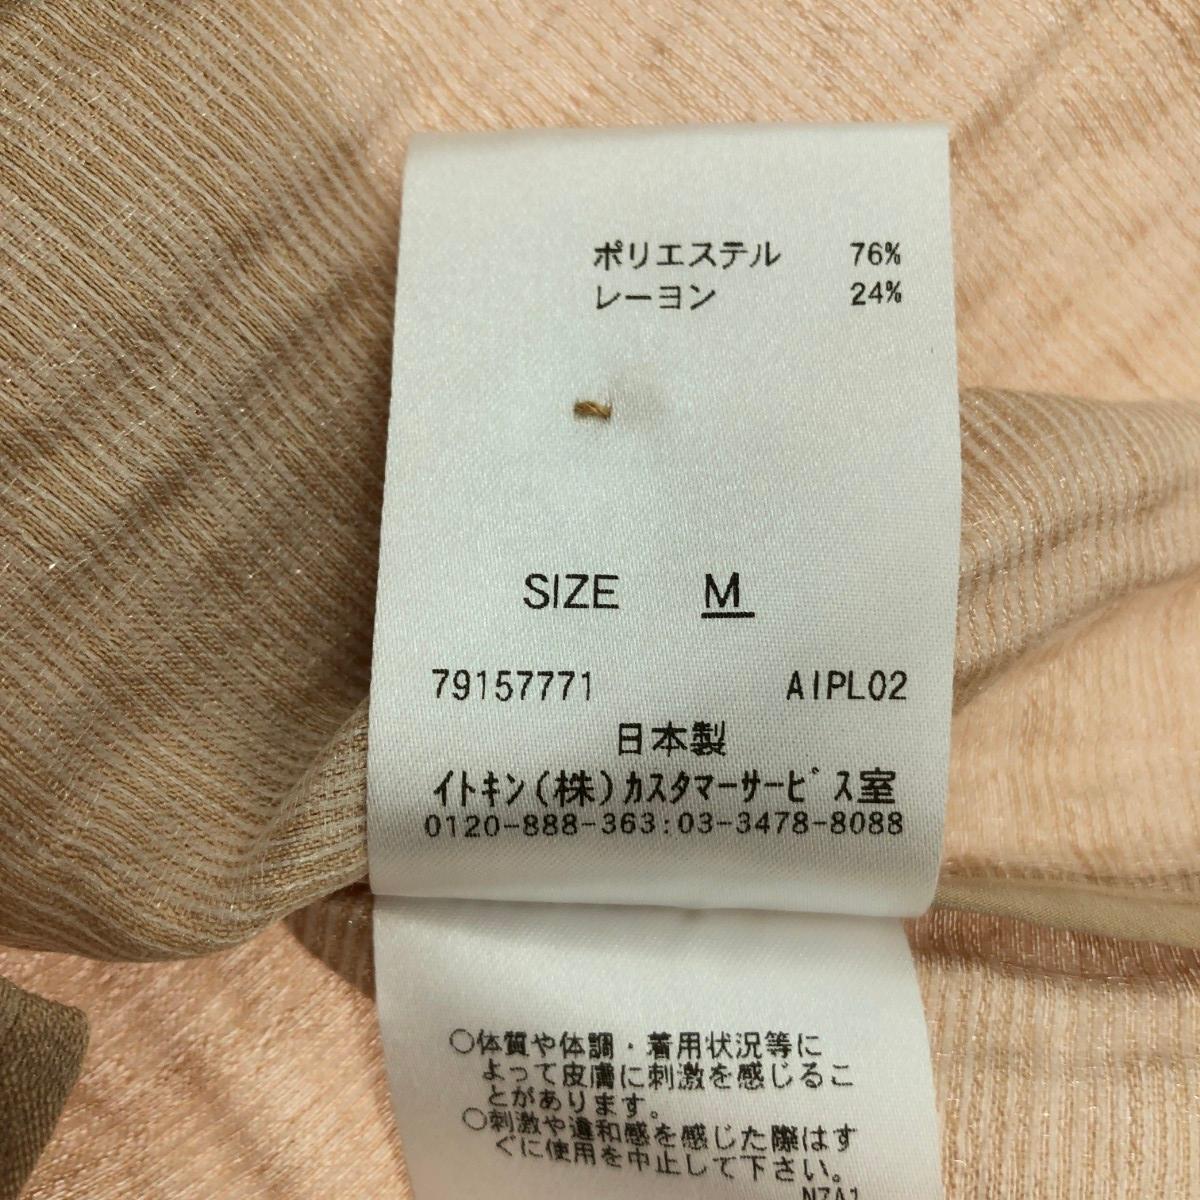 ポリエステル 76%
レーヨン 24%
SIZE M
79157771 AIPL02
日本製
イトキン(株)カスタマーサービス室
0120-888-363:03-3478-8088
○体質や体調・着用状況等に
よって皮膚に刺激を感じるこ
とがあります。
○刺激や違和感を感じた際はす
ぐに使用を中止して下さい。
NZA1